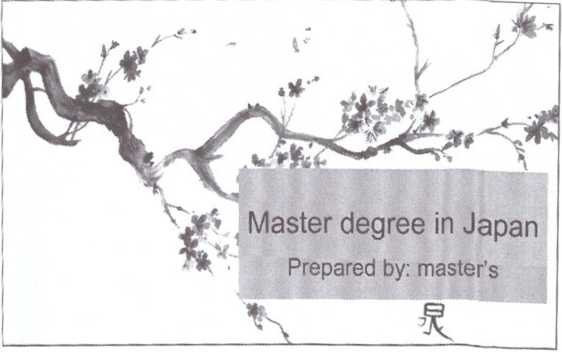 Master degree in Japan
Prepared by: master's